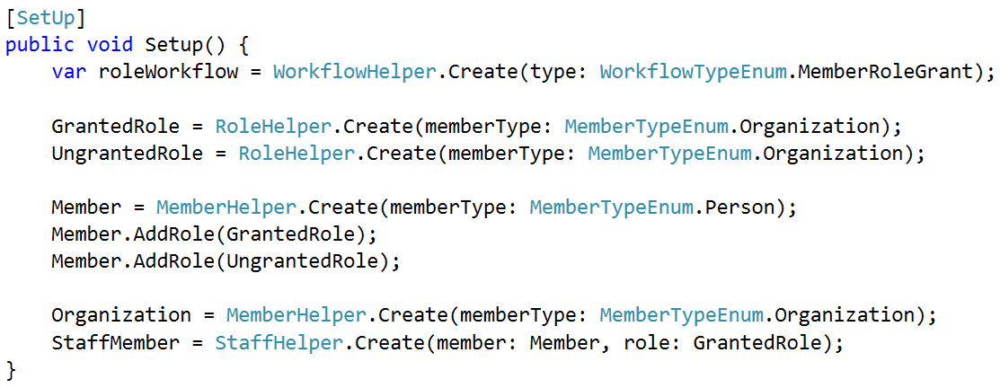 [SetUp]
public void Setup() {
    var roleWorkflow = WorkflowHelper.Create(type: WorkflowTypeEnum.MemberRoleGrant);

    GrantedRole = RoleHelper.Create(memberType: MemberTypeEnum.Organization);
    UngrantedRole = RoleHelper.Create(memberType: MemberTypeEnum.Organization);

    Member = MemberHelper.Create(memberType: MemberTypeEnum.Person);
    Member.AddRole(GrantedRole);
    Member.AddRole(UngrantedRole);

    Organization = MemberHelper.Create(memberType: MemberTypeEnum.Organization);
    StaffMember = StaffHelper.Create(member: Member, role: GrantedRole);
}